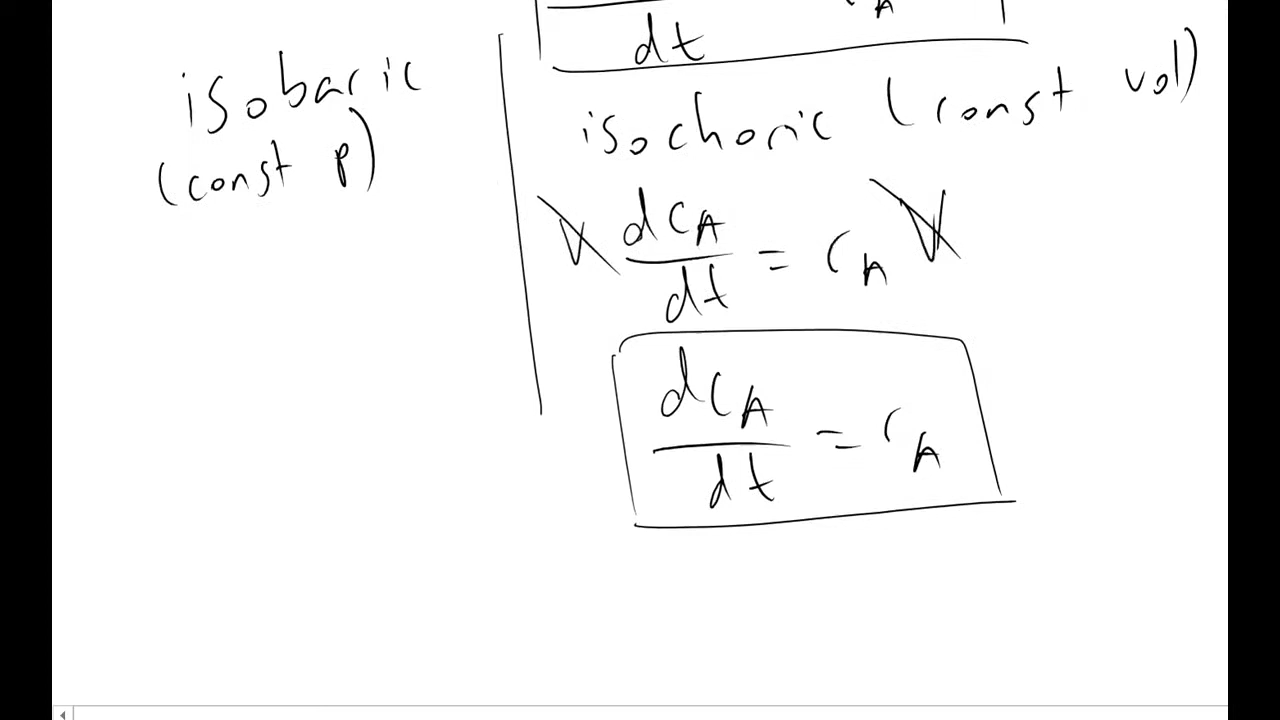 dt
A
isobaric
(const p)
isochoric (const vol)
V dC_A/dt = r_A V
dC_A/dt = r_A